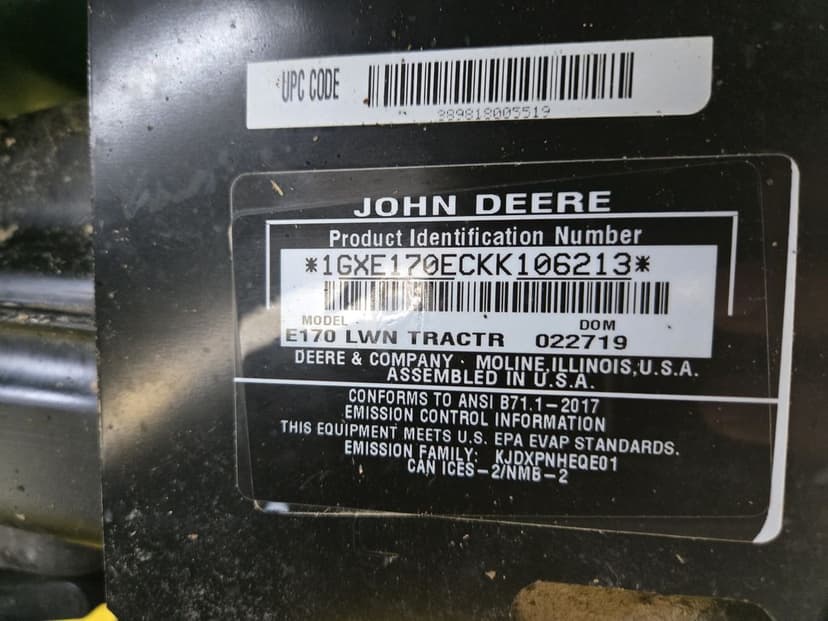 UPC CODE
889818005519
JOHN DEERE
Product Identification Number
*1GXE170ECKK106213*
MODEL DOM
E170 LWN TRACTR 022719
DEERE & COMPANY · MOLINE, ILLINOIS, U.S.A.
ASSEMBLED IN U.S.A.
CONFORMS TO ANSI B71.1-2017
EMISSION CONTROL INFORMATION
THIS EQUIPMENT MEETS U.S. EPA EVAP STANDARDS.
EMISSION FAMILY: KJDXPNHEQE01
CAN ICES-2/NMB-2